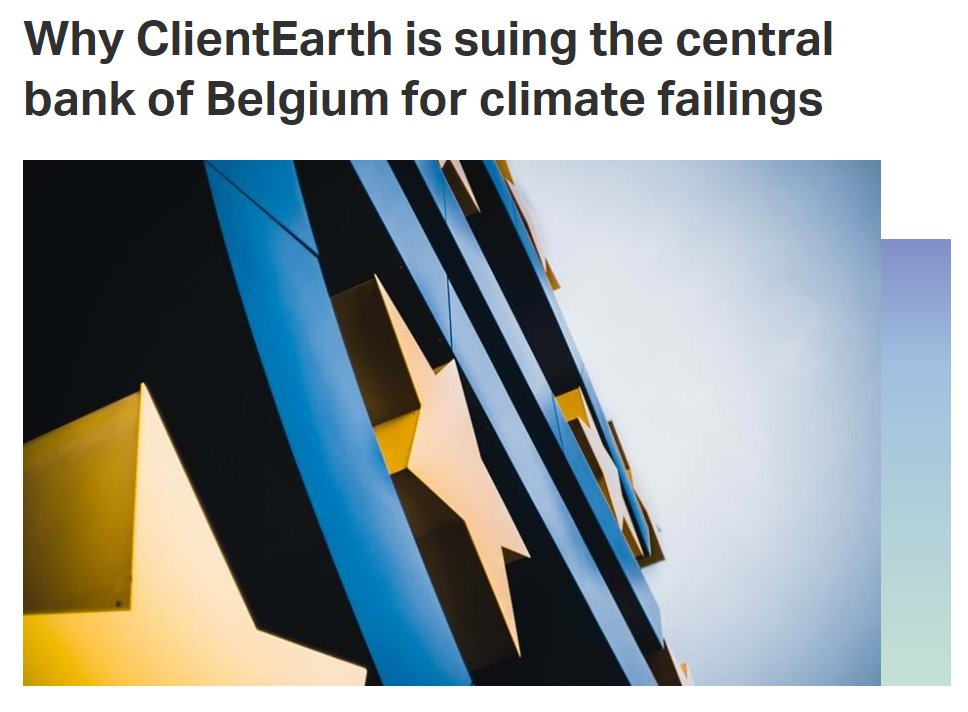 Why ClientEarth is suing the central
bank of Belgium for climate failings